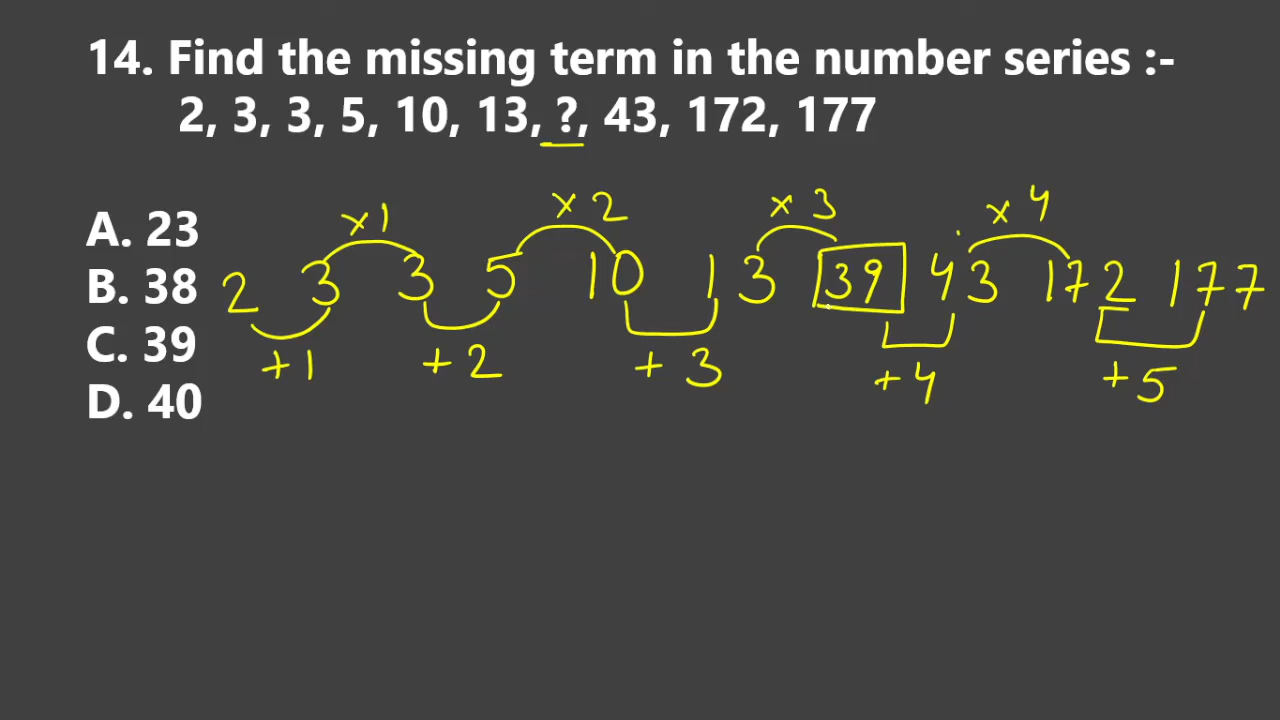 14. Find the missing term in the number series :-
2, 3, 3, 5, 10, 13, ?, 43, 172, 177
A. 23
B. 38
C. 39
D. 40
×1 ×2 ×3 ×4
2 3 3 5 10 13 39 43 172 177
+1 +2 +3 +4 +5